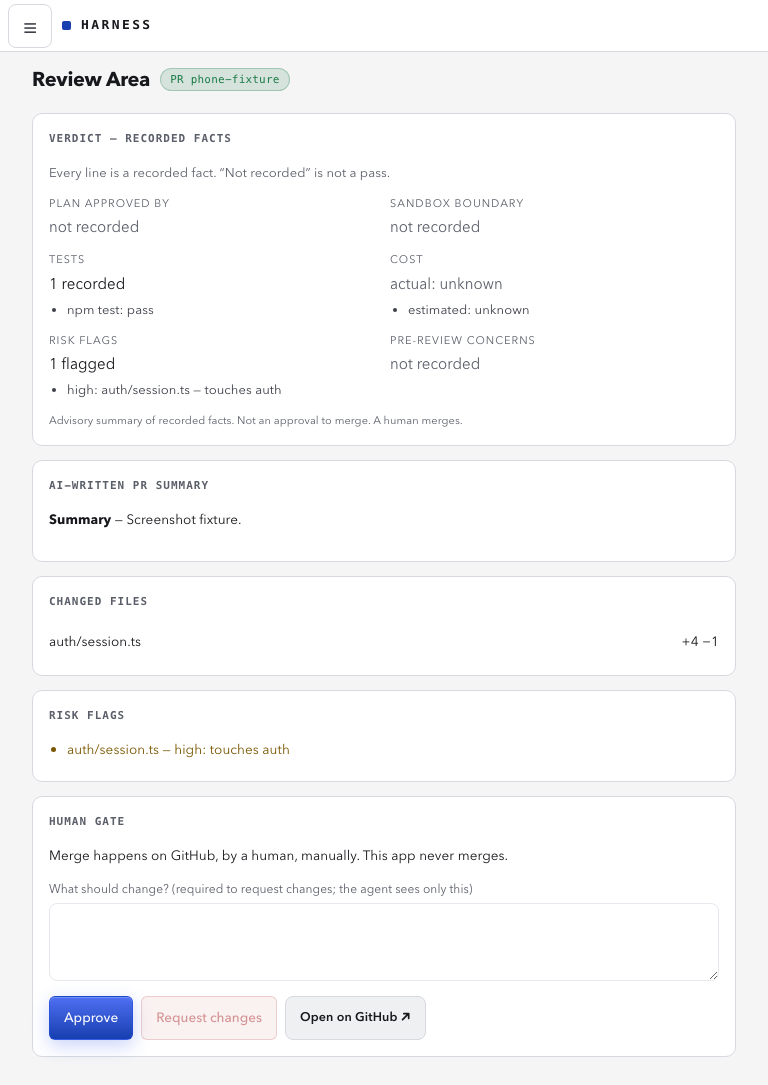 HARNESS
Review Area
PR phone-fixture
VERDICT — RECORDED FACTS
Every line is a recorded fact. “Not recorded” is not a pass.
PLAN APPROVED BY
not recorded
SANDBOX BOUNDARY
not recorded
TESTS
1 recorded
• npm test: pass
COST
actual: unknown
• estimated: unknown
RISK FLAGS
1 flagged
• high: auth/session.ts — touches auth
PRE-REVIEW CONCERNS
not recorded
Advisory summary of recorded facts. Not an approval to merge. A human merges.
AI-WRITTEN PR SUMMARY
Summary — Screenshot fixture.
CHANGED FILES
auth/session.ts +4 −1
RISK FLAGS
• auth/session.ts — high: touches auth
HUMAN GATE
Merge happens on GitHub, by a human, manually. This app never merges.
What should change? (required to request changes; the agent sees only this)
Approve
Request changes
Open on GitHub ↗